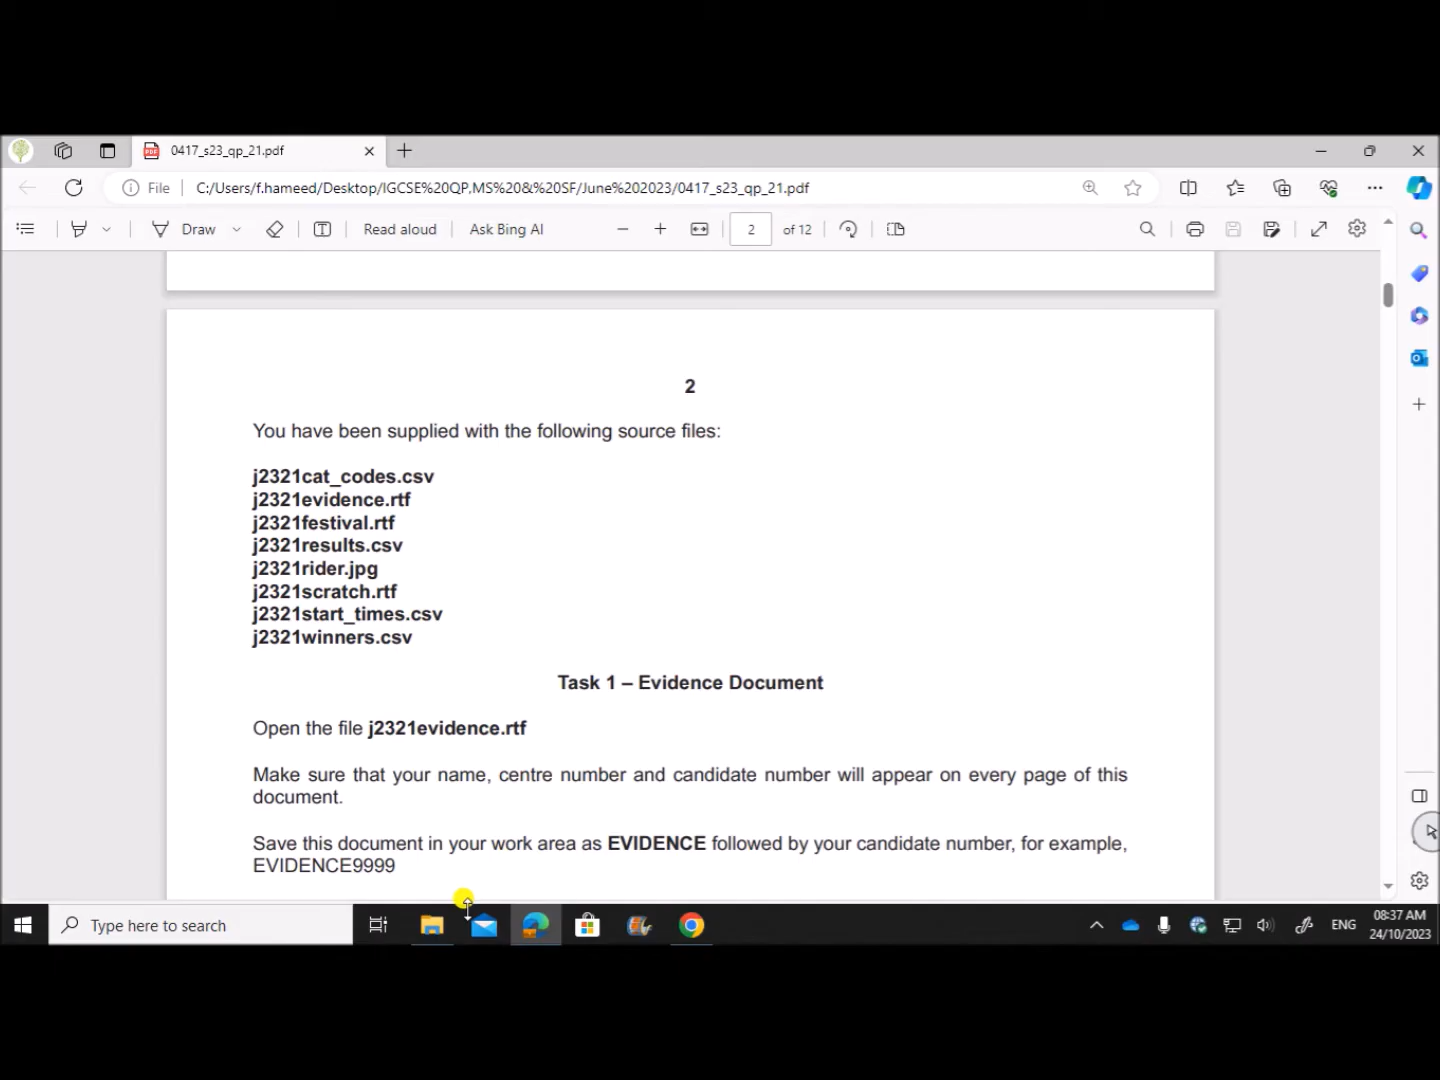 0417_s23_qp_21.pdf
File
C:/Users/f.hameed/Desktop/IGCSE%20QP,MS%20&%20SF/June%202023/0417_s23_qp_21.pdf
Draw
Read aloud
Ask Bing AI
2
of 12
2
You have been supplied with the following source files:
j2321cat_codes.csv
j2321evidence.rtf
j2321festival.rtf
j2321results.csv
j2321rider.jpg
j2321scratch.rtf
j2321start_times.csv
j2321winners.csv
Task 1 – Evidence Document
Open the file j2321evidence.rtf
Make sure that your name, centre number and candidate number will appear on every page of this
document.
Save this document in your work area as EVIDENCE followed by your candidate number, for example,
EVIDENCE9999
Type here to search
ENG
08:37 AM
24/10/2023